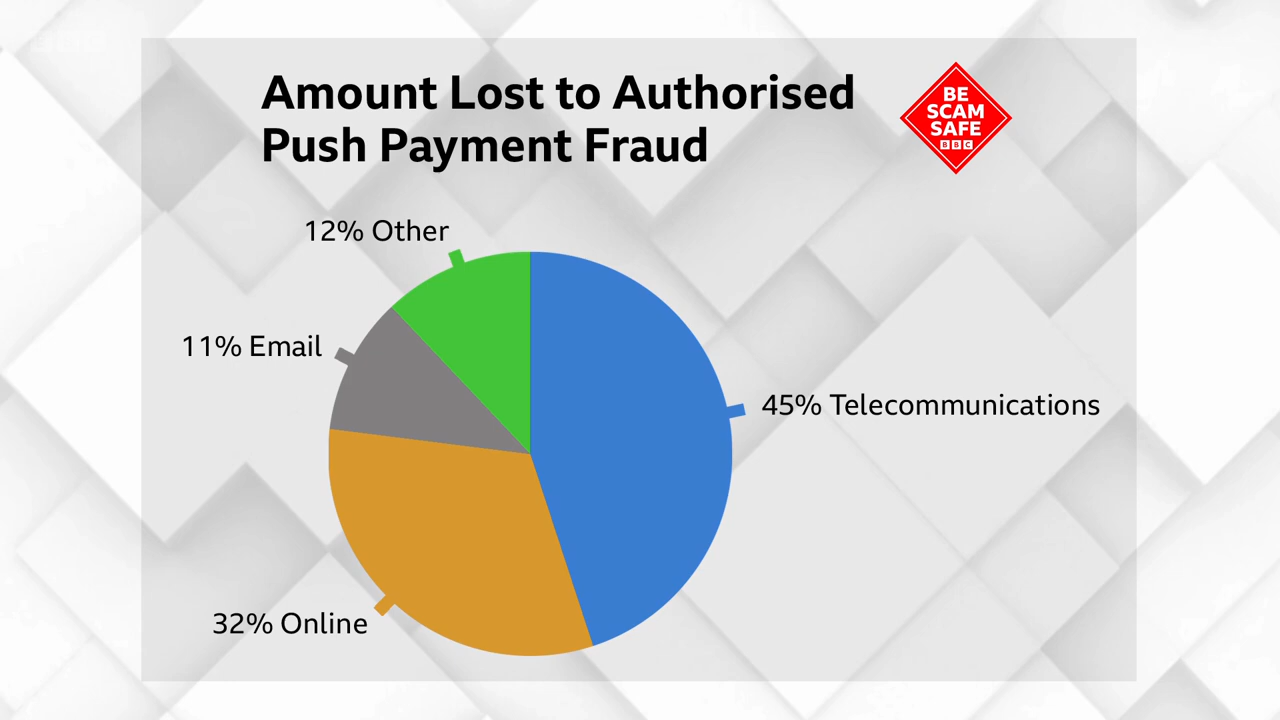 Amount Lost to Authorised
Push Payment Fraud
BE
SCAM
SAFE
BBC
12% Other
11% Email
45% Telecommunications
32% Online